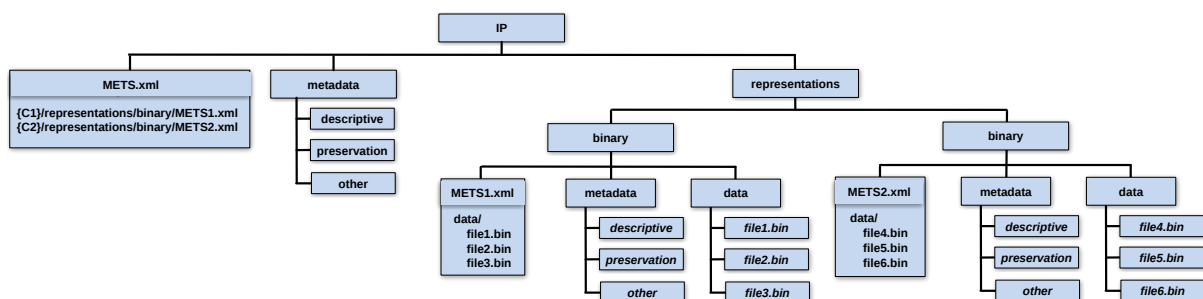 IP
METS.xml
{C1}/representations/binary/METS1.xml
{C2}/representations/binary/METS2.xml
metadata
descriptive
preservation
other
representations
binary
METS1.xml
data/
file1.bin
file2.bin
file3.bin
metadata
descriptive
preservation
other
data
file1.bin
file2.bin
file3.bin
binary
METS2.xml
data/
file4.bin
file5.bin
file6.bin
metadata
descriptive
preservation
other
data
file4.bin
file5.bin
file6.bin